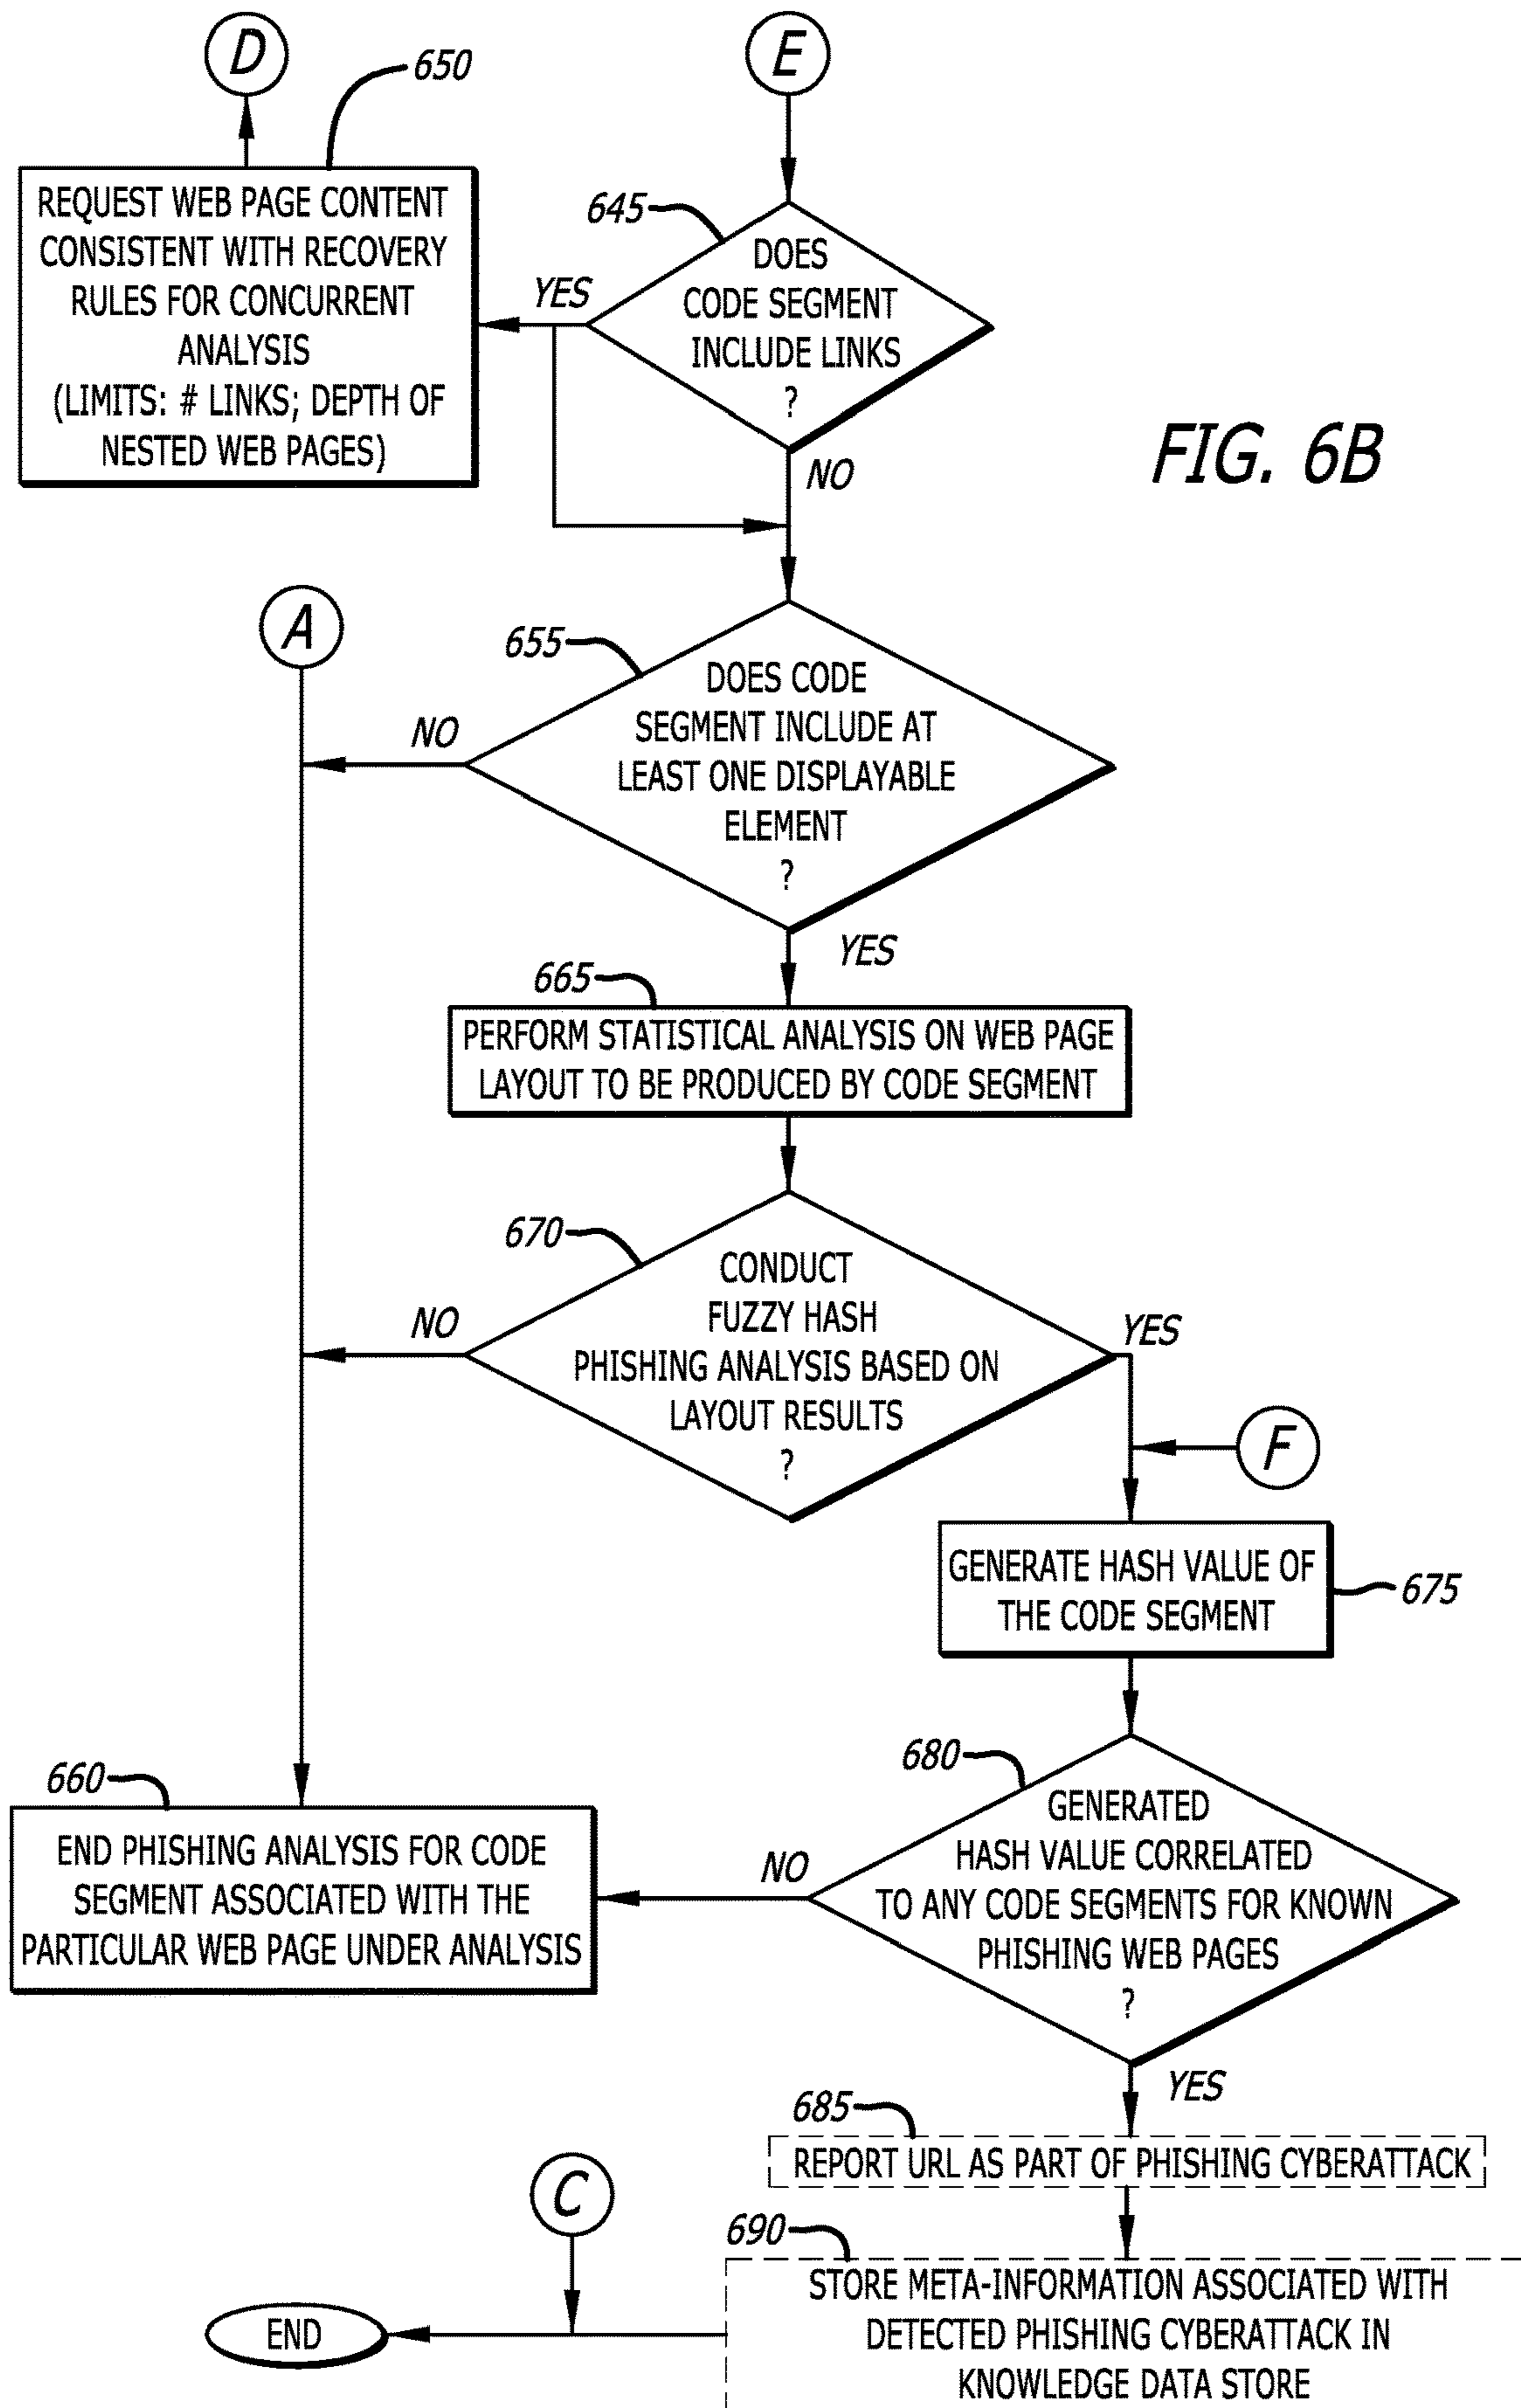 D
E
650
REQUEST WEB PAGE CONTENT
CONSISTENT WITH RECOVERY
RULES FOR CONCURRENT
ANALYSIS
(LIMITS: # LINKS; DEPTH OF
NESTED WEB PAGES)
645
YES
DOES
CODE SEGMENT
INCLUDE LINKS
?
NO
FIG. 6B
A
655
NO
DOES CODE
SEGMENT INCLUDE AT
LEAST ONE DISPLAYABLE
ELEMENT
?
YES
665
PERFORM STATISTICAL ANALYSIS ON WEB PAGE
LAYOUT TO BE PRODUCED BY CODE SEGMENT
670
NO
CONDUCT
FUZZY HASH
PHISHING ANALYSIS BASED ON
LAYOUT RESULTS
?
YES
F
GENERATE HASH VALUE OF
THE CODE SEGMENT
675
660
END PHISHING ANALYSIS FOR CODE
SEGMENT ASSOCIATED WITH THE
PARTICULAR WEB PAGE UNDER ANALYSIS
680
NO
GENERATED
HASH VALUE CORRELATED
TO ANY CODE SEGMENTS FOR KNOWN
PHISHING WEB PAGES
?
YES
685
REPORT URL AS PART OF PHISHING CYBERATTACK
C
690
STORE META-INFORMATION ASSOCIATED WITH
DETECTED PHISHING CYBERATTACK IN
KNOWLEDGE DATA STORE
END